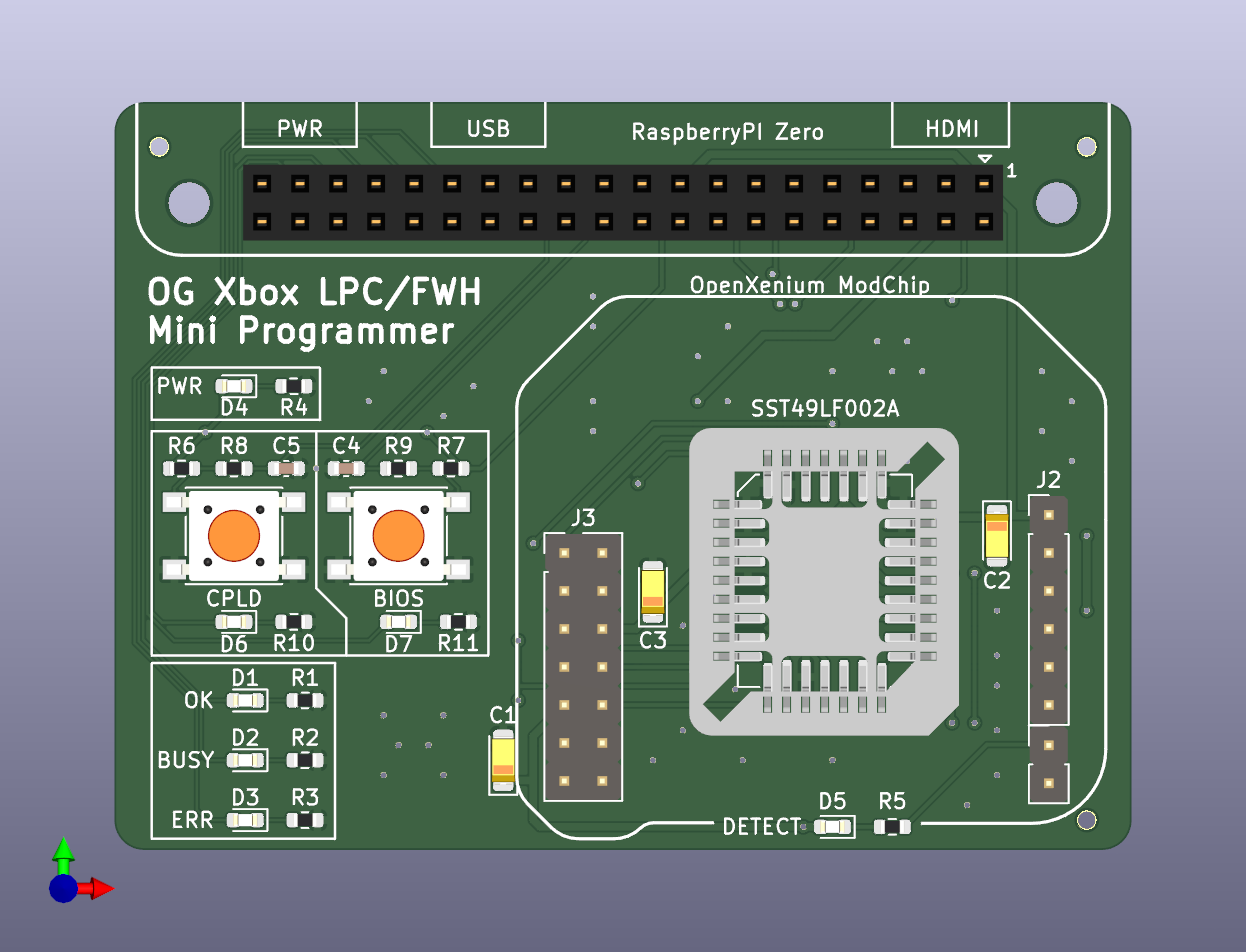 PWR USB RaspberryPI Zero HDMI
1
OG Xbox LPC/FWH
Mini Programmer
OpenXenium ModChip
PWR
D4 R4
SST49LF002A
R6 R8 C5 C4 R9 R7
J2
J3
C2
CPLD BIOS
D6 R10 D7 R11
C3
D1 R1
OK
C1
D2 R2
BUSY
D3 R3
ERR
D5 R5
DETECT